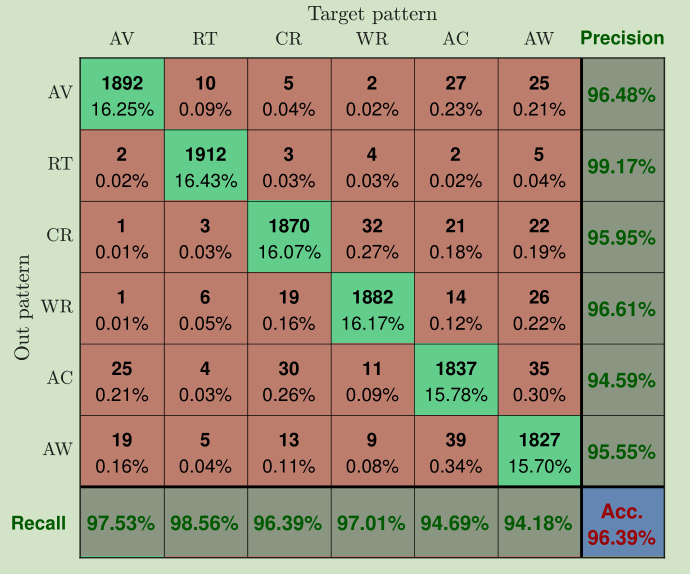 Target pattern
AV RT CR WR AC AW Precision
AV 1892 10 5 2 27 25 96.48%
16.25% 0.09% 0.04% 0.02% 0.23% 0.21%
RT 2 1912 3 4 2 5 99.17%
0.02% 16.43% 0.03% 0.03% 0.02% 0.04%
CR 1 3 1870 32 21 22 95.95%
0.01% 0.03% 16.07% 0.27% 0.18% 0.19%
Out pattern
WR 1 6 19 1882 14 26 96.61%
0.01% 0.05% 0.16% 16.17% 0.12% 0.22%
AC 25 4 30 11 1837 35 94.59%
0.21% 0.03% 0.26% 0.09% 15.78% 0.30%
AW 19 5 13 9 39 1827 95.55%
0.16% 0.04% 0.11% 0.08% 0.34% 15.70%
Recall 97.53% 98.56% 96.39% 97.01% 94.69% 94.18% Acc.
96.39%